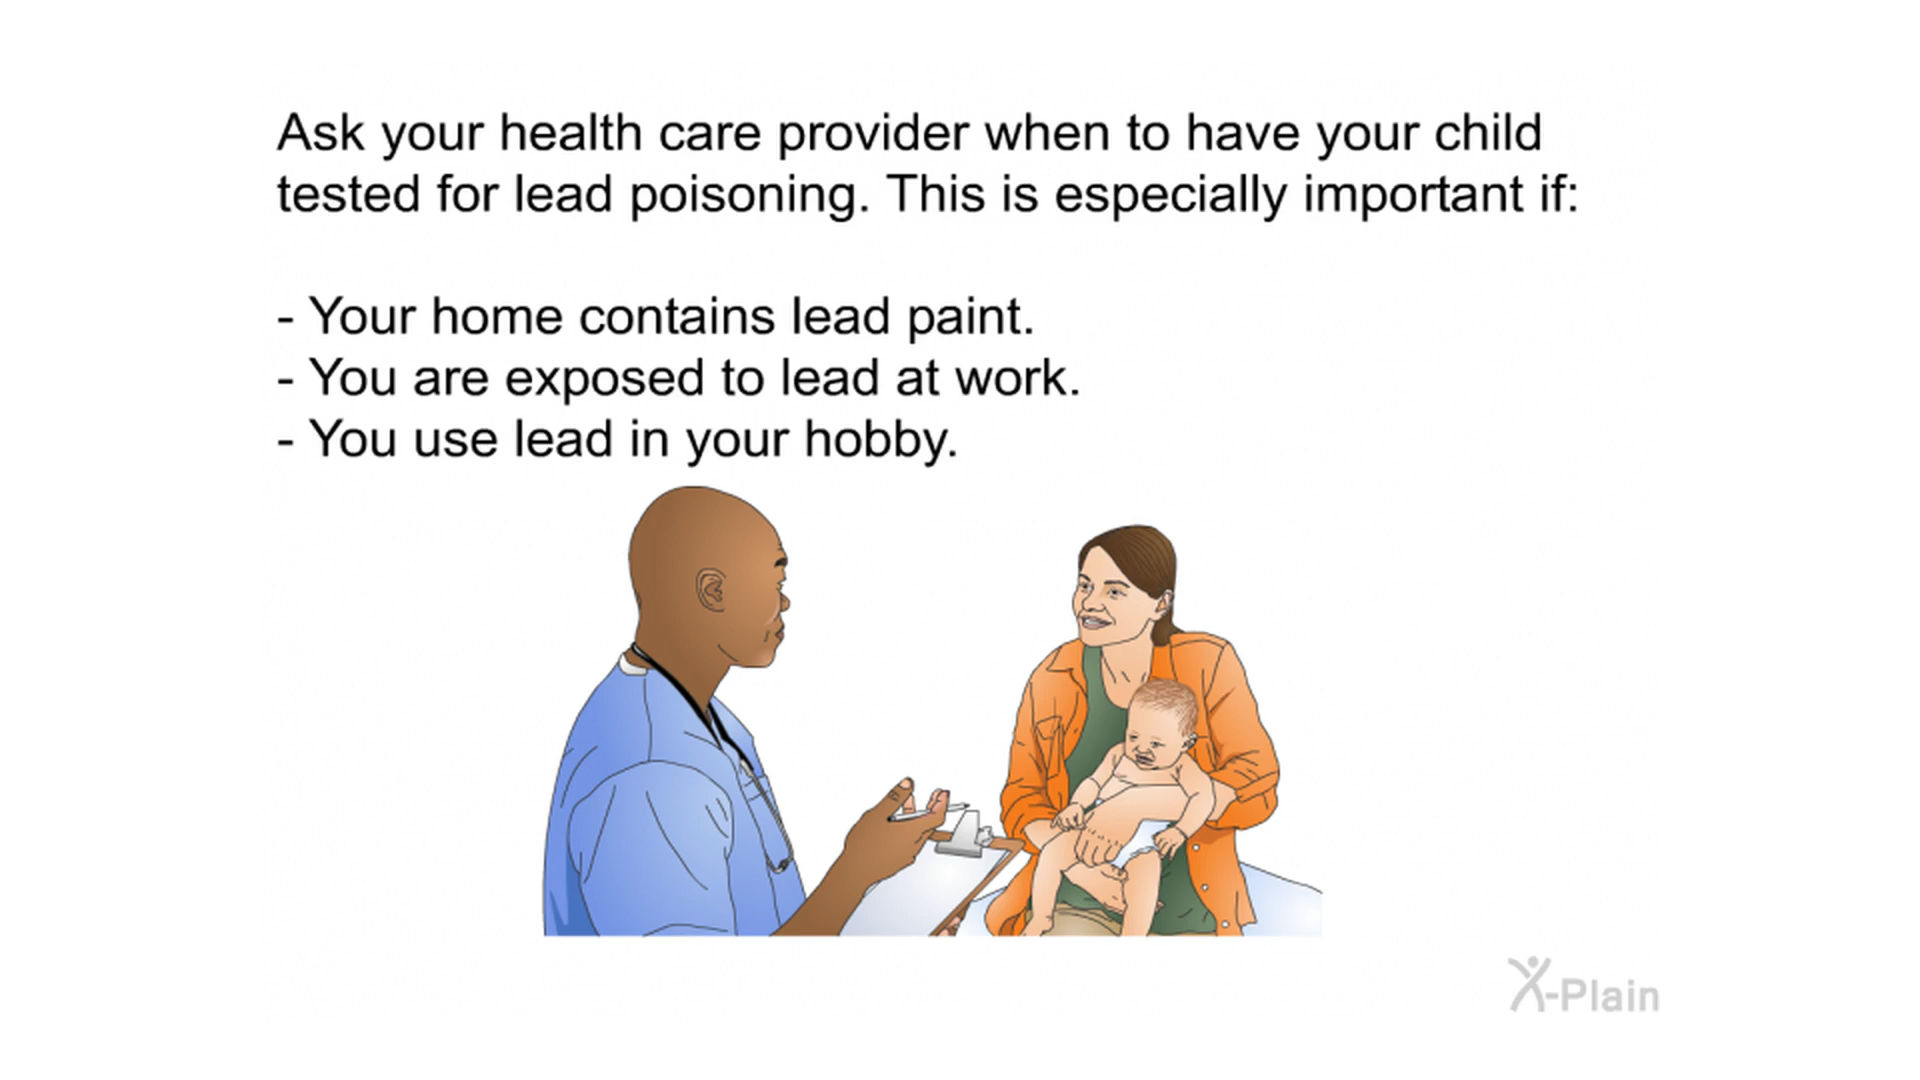 Ask your health care provider when to have your child
tested for lead poisoning. This is especially important if:
- Your home contains lead paint.
- You are exposed to lead at work.
- You use lead in your hobby.
X-Plain